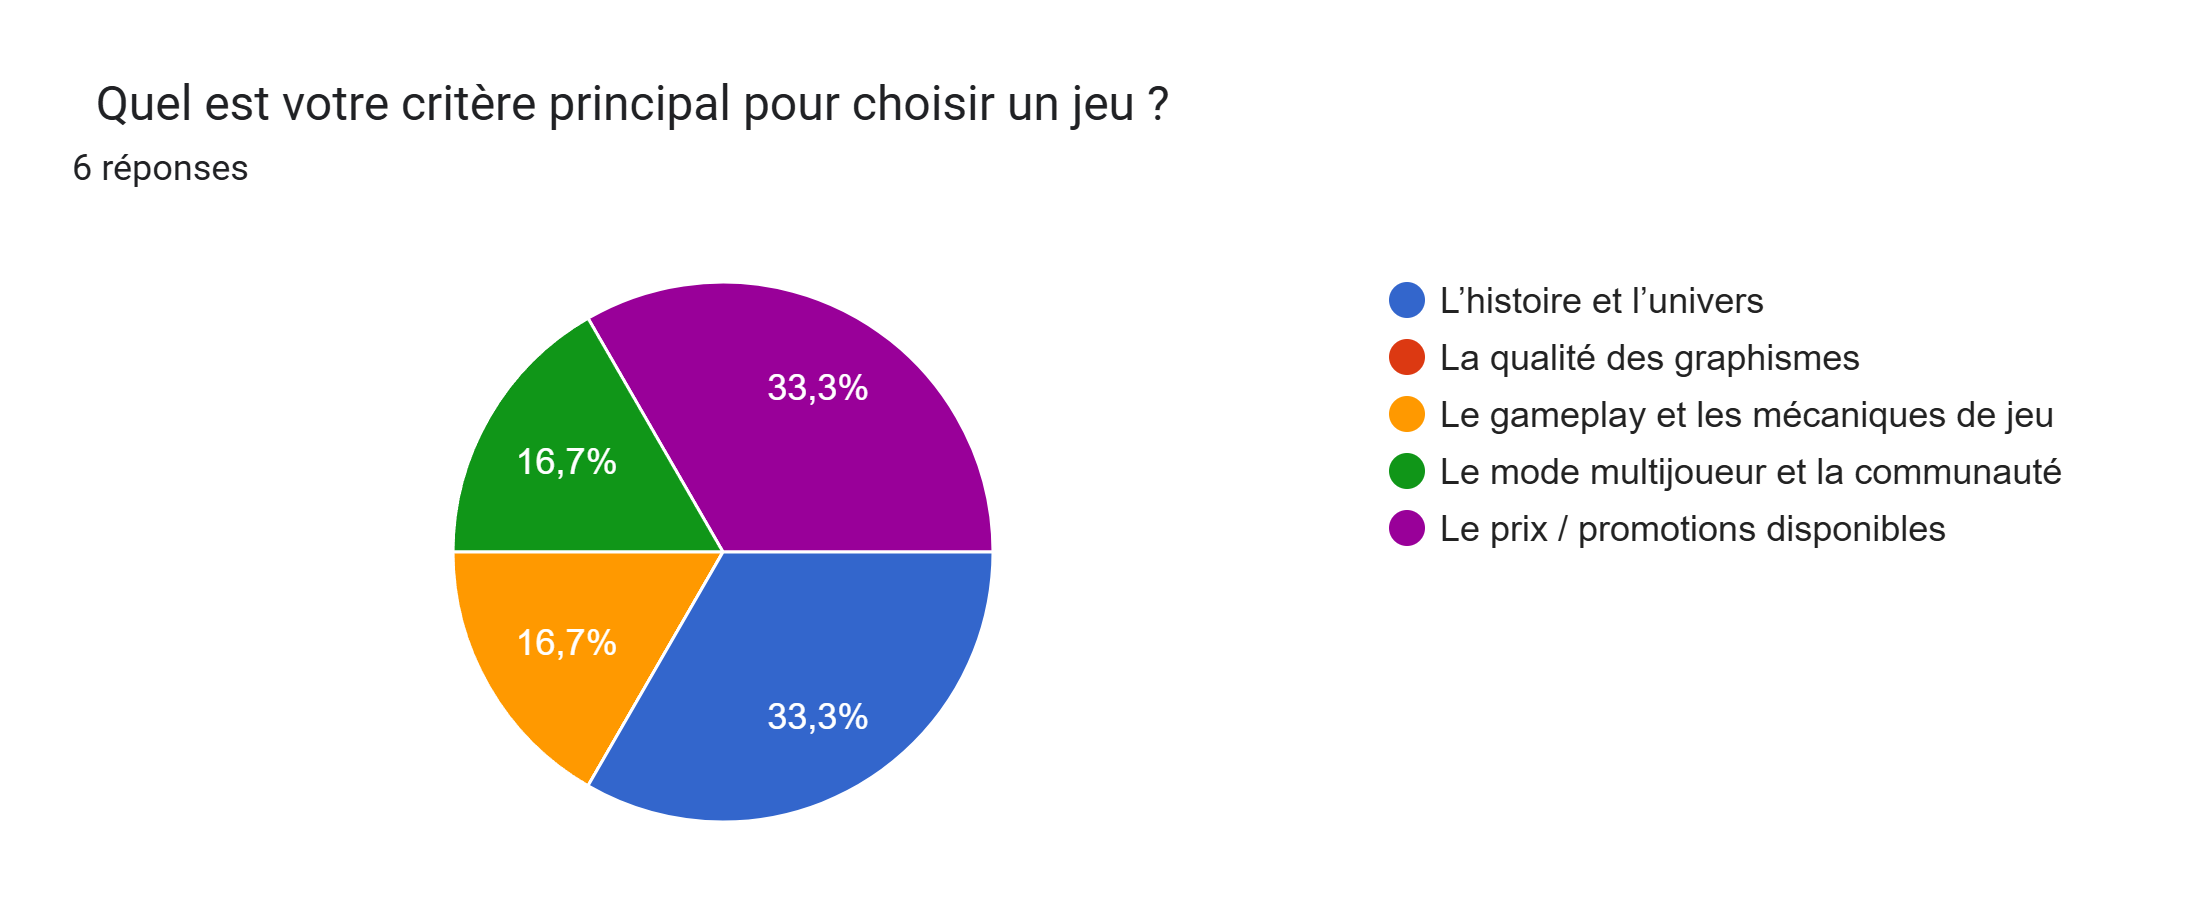 Quel est votre critère principal pour choisir un jeu ?
6 réponses
33,3%
16,7%
16,7%
33,3%
L’histoire et l’univers
La qualité des graphismes
Le gameplay et les mécaniques de jeu
Le mode multijoueur et la communauté
Le prix / promotions disponibles